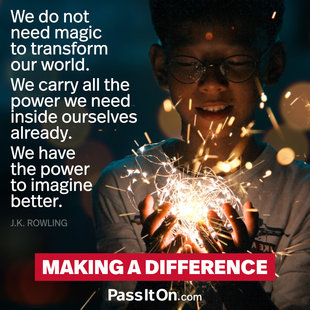 We do not
need magic
to transform
our world.
We carry all the
power we need
inside ourselves
already.
We have
the power
to imagine
better.
J.K. ROWLING
MAKING A DIFFERENCE
PassItOn.com